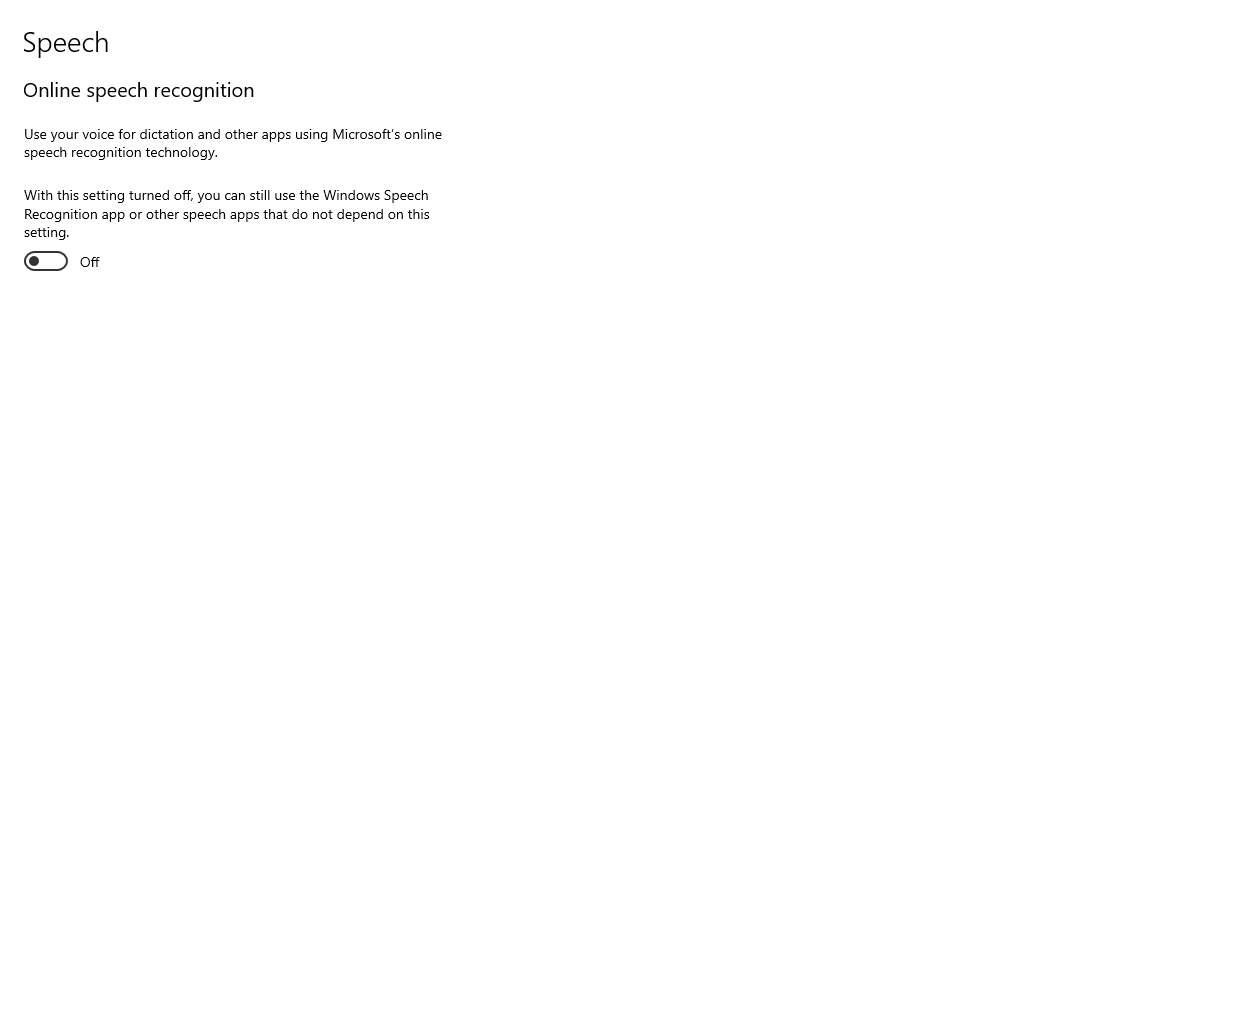 Speech
Online speech recognition
Use your voice for dictation and other apps using Microsoft's online
speech recognition technology.
With this setting turned off, you can still use the Windows Speech
Recognition app or other speech apps that do not depend on this
setting.
Off